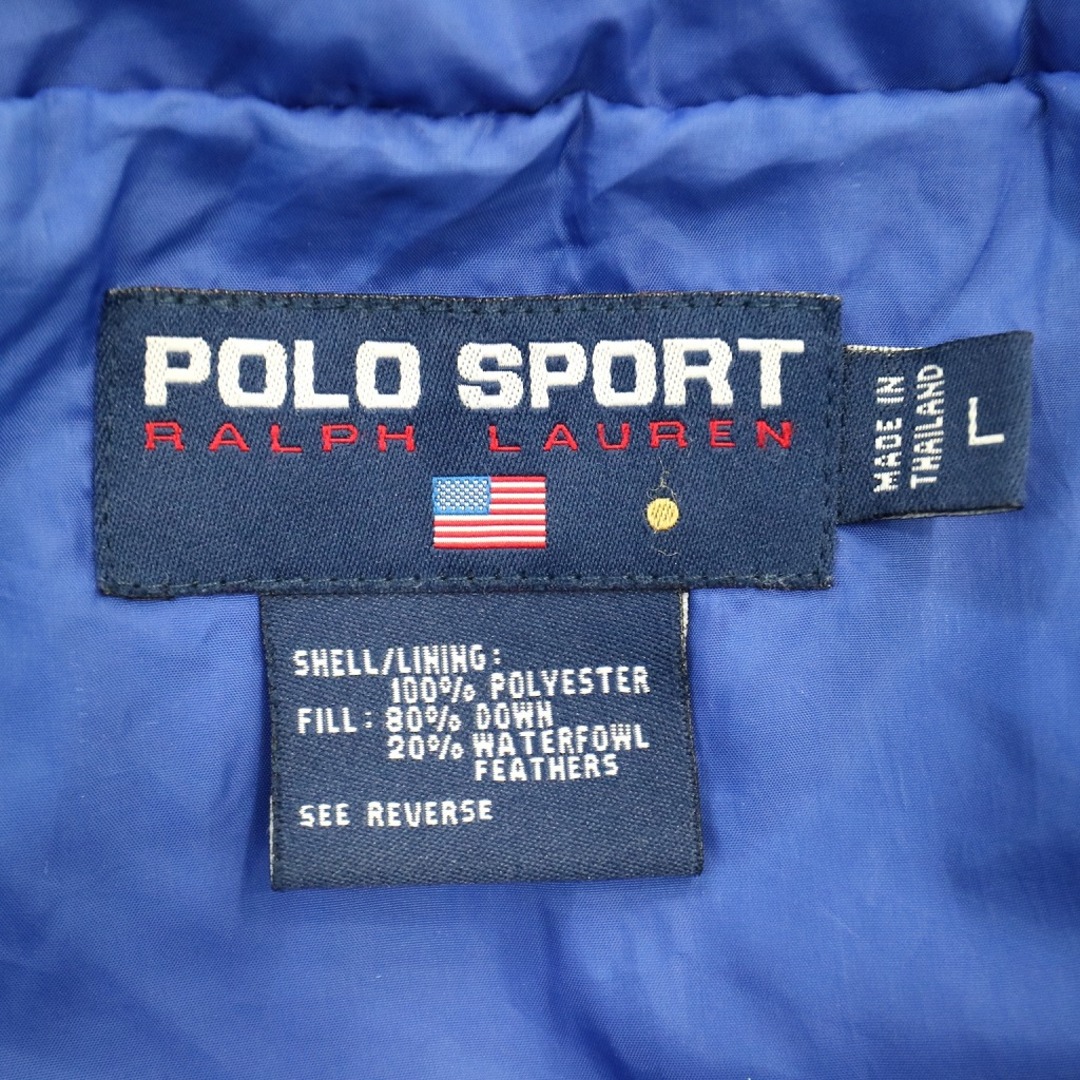 POLO SPORT
RALPH LAUREN
MADE IN
THAILAND
L
SHELL/LINING:
100% POLYESTER
FILL: 80% DOWN
20% WATERFOWL
FEATHERS
SEE REVERSE